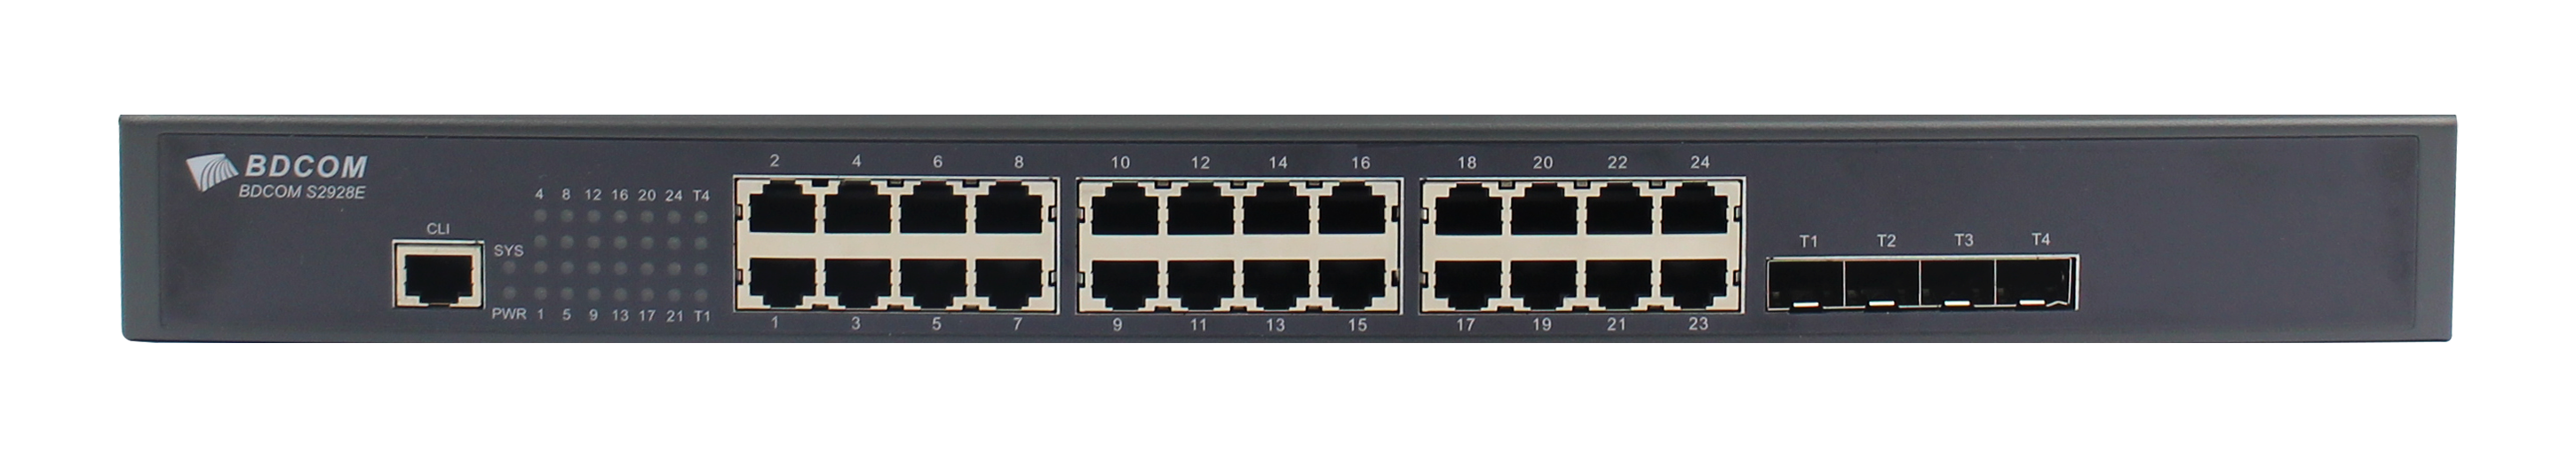 BDCOM
BDCOM S2928E
CLI
SYS
PWR
4 8 12 16 20 24 T4
1 5 9 13 17 21 T1
2 4 6 8
1 3 5 7
10 12 14 16
9 11 13 15
18 20 22 24
17 19 21 23
T1 T2 T3 T4